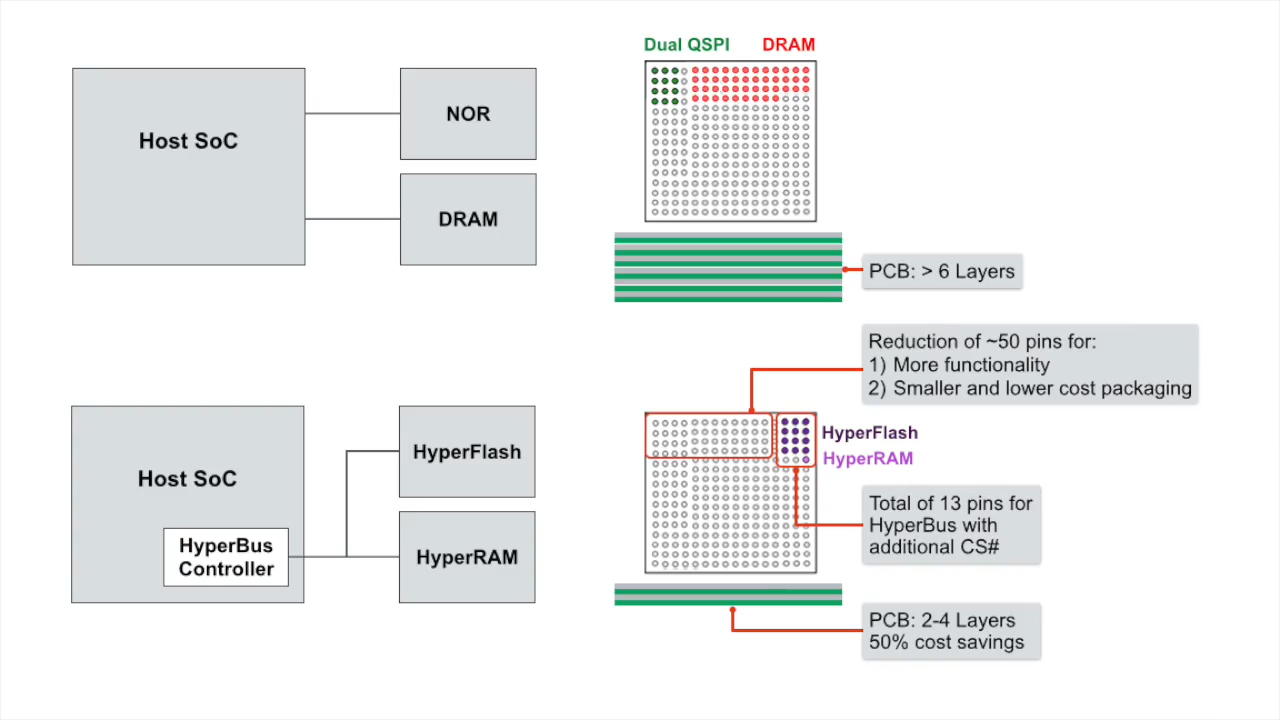 Dual QSPI DRAM
Host SoC
NOR
DRAM
PCB: > 6 Layers
Reduction of ~50 pins for:
1) More functionality
2) Smaller and lower cost packaging
Host SoC
HyperBus
Controller
HyperFlash
HyperRAM
HyperFlash
HyperRAM
Total of 13 pins for
HyperBus with
additional CS#
PCB: 2-4 Layers
50% cost savings